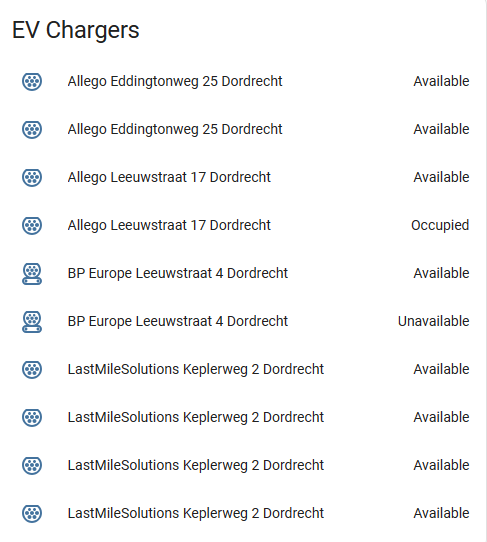 EV Chargers
Allego Eddingtonweg 25 Dordrecht Available
Allego Eddingtonweg 25 Dordrecht Available
Allego Leeuwstraat 17 Dordrecht Available
Allego Leeuwstraat 17 Dordrecht Occupied
BP Europe Leeuwstraat 4 Dordrecht Available
BP Europe Leeuwstraat 4 Dordrecht Unavailable
LastMileSolutions Keplerweg 2 Dordrecht Available
LastMileSolutions Keplerweg 2 Dordrecht Available
LastMileSolutions Keplerweg 2 Dordrecht Available
LastMileSolutions Keplerweg 2 Dordrecht Available